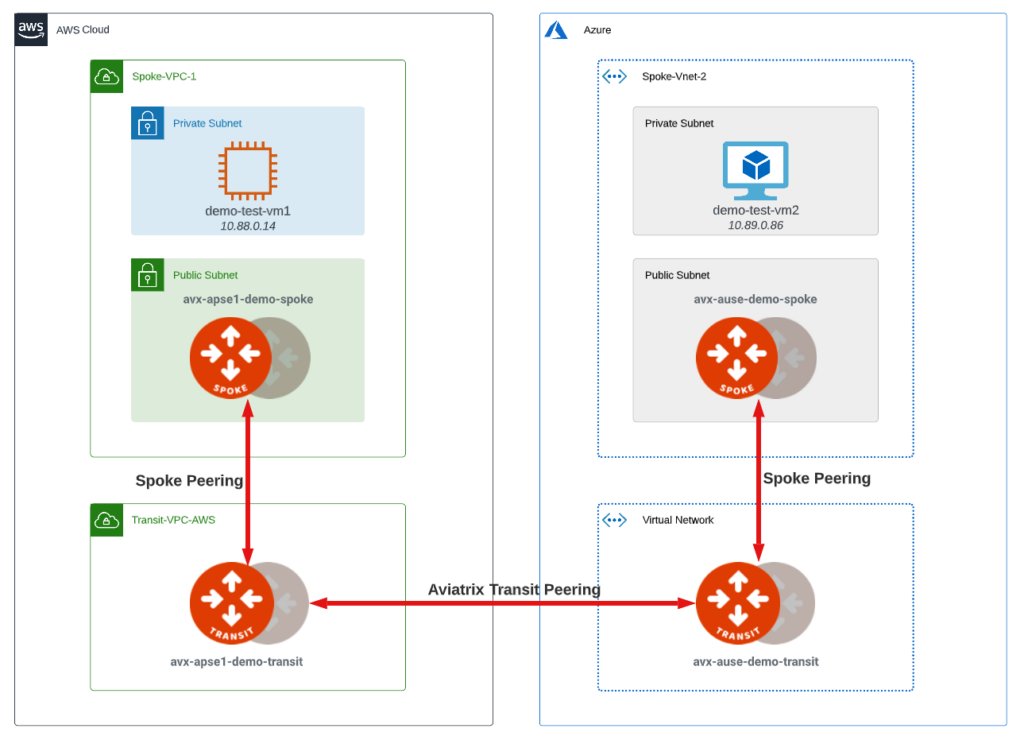 aws
AWS Cloud
Spoke-VPC-1
Private Subnet
demo-test-vm1
10.88.0.14
Public Subnet
avx-apse1-demo-spoke
SPOKE
Spoke Peering
Transit-VPC-AWS
TRANSIT
avx-apse1-demo-transit
Aviatrix Transit Peering
Azure
Spoke-Vnet-2
Private Subnet
demo-test-vm2
10.89.0.86
Public Subnet
avx-ause-demo-spoke
SPOKE
Spoke Peering
Virtual Network
TRANSIT
avx-ause-demo-transit